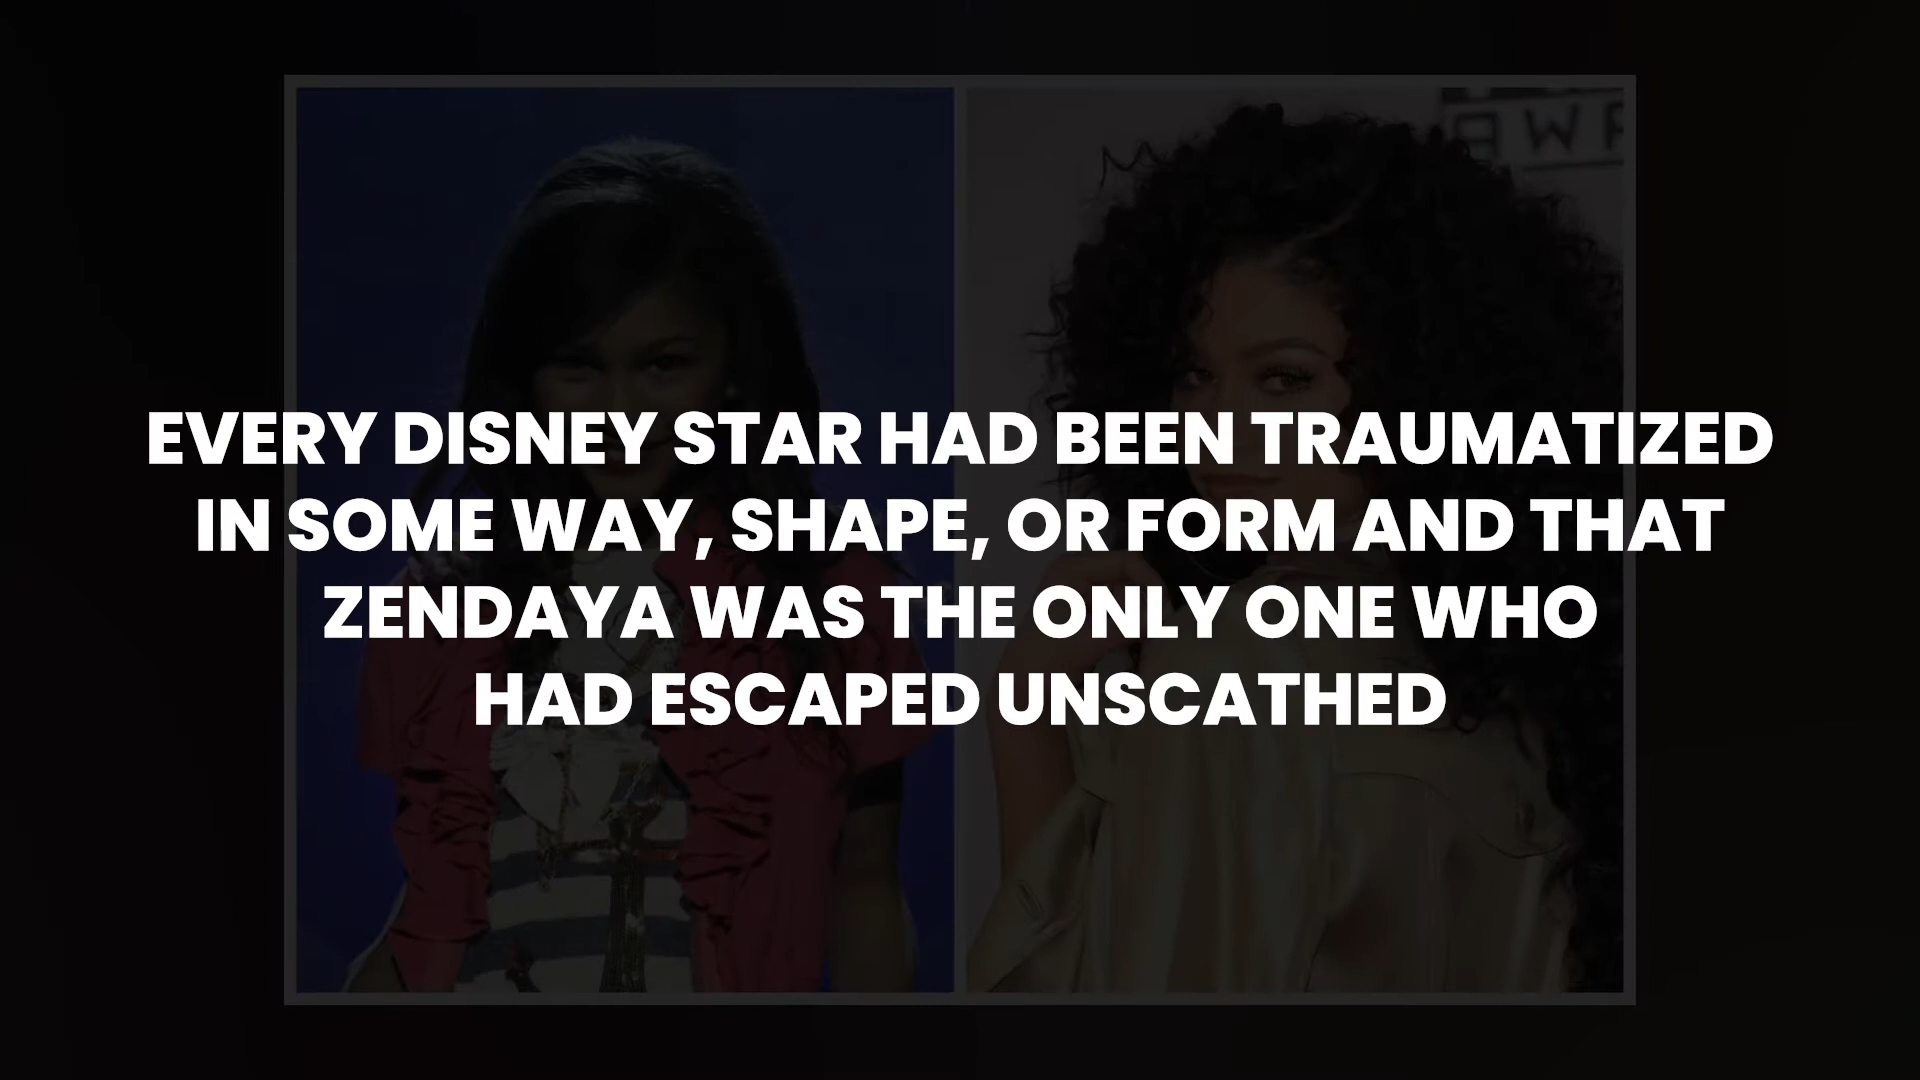 EVERY DISNEY STAR HAD BEEN TRAUMATIZED
IN SOME WAY, SHAPE, OR FORM AND THAT
ZENDAYA WAS THE ONLY ONE WHO
HAD ESCAPED UNSCATHED